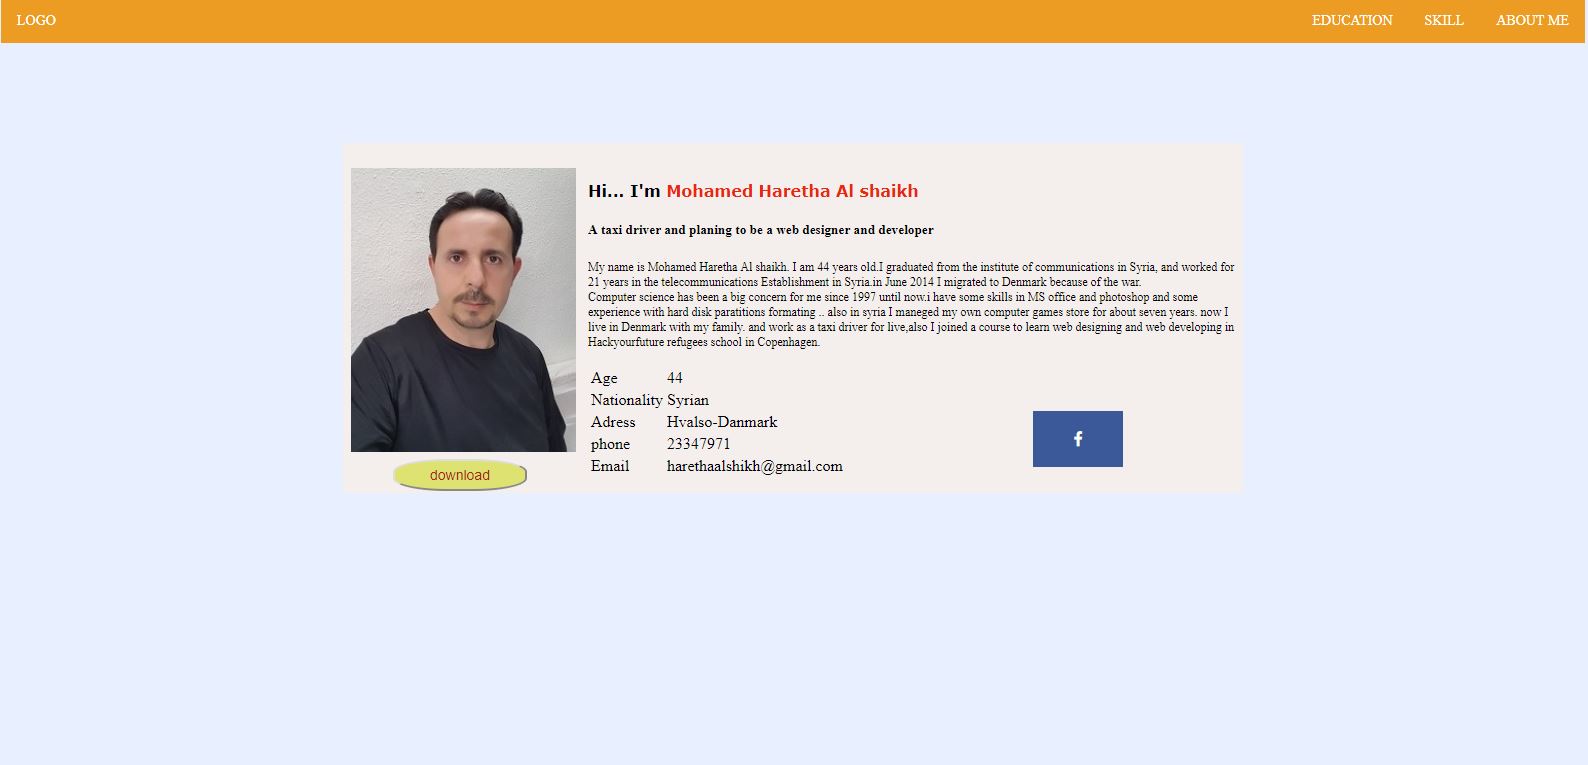 LOGO EDUCATION SKILL ABOUT ME
Hi... I'm Mohamed Haretha Al shaikh
A taxi driver and planing to be a web designer and developer
My name is Mohamed Haretha Al shaikh. I am 44 years old.I graduated from the institute of communications in Syria, and worked for
21 years in the telecommunications Establishment in Syria.in June 2014 I migrated to Denmark because of the war.
Computer science has been a big concern for me since 1997 until now.i have some skills in MS office and photoshop and some
experience with hard disk paratitions formating .. also in syria I maneged my own computer games store for about seven years. now I
live in Denmark with my family. and work as a taxi driver for live,also I joined a course to learn web designing and web developing in
Hackyourfuture refugees school in Copenhagen.
Age 44
Nationality Syrian
Adress Hvalso-Danmark
phone 23347971
Email harethaalshikh@gmail.com
f
download